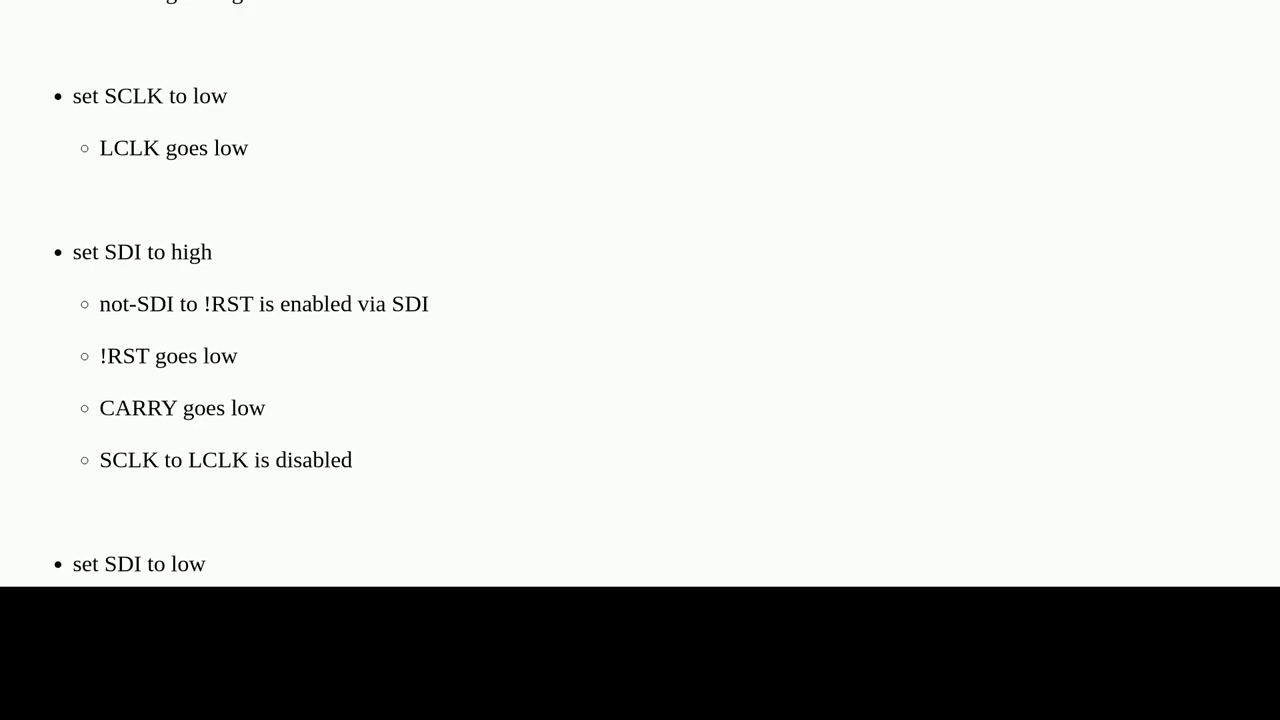 set SCLK to low
LCLK goes low
set SDI to high
not-SDI to !RST is enabled via SDI
!RST goes low
CARRY goes low
SCLK to LCLK is disabled
set SDI to low